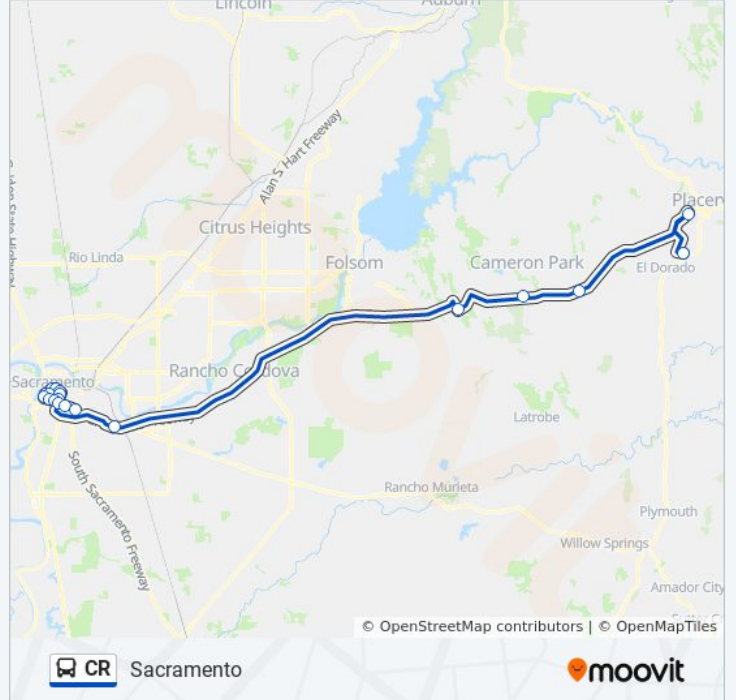 Lincoln
Auburn
Alan S Hart Freeway
Placer
Citrus Heights
Rio Linda
Folsom
Cameron Park
El Dorado
Sacramento
Rancho Cordova
Latrobe
South Sacramento Freeway
Rancho Murieta
Plymouth
Willow Springs
Amador City
© OpenStreetMap contributors | © OpenMapTiles
CR Sacramento
moovit